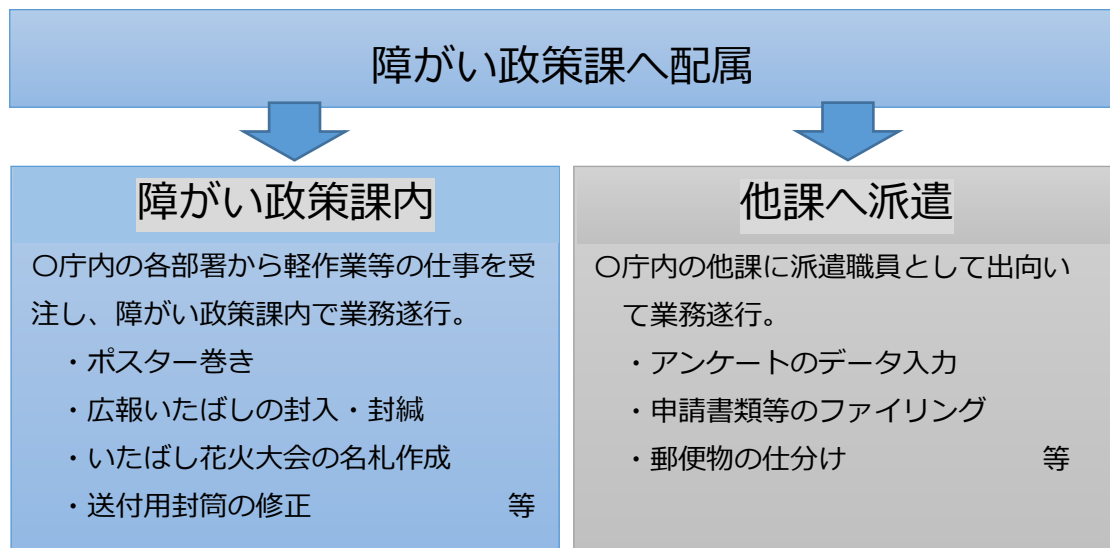 障がい政策課へ配属
障がい政策課内
〇庁内の各部署から軽作業等の仕事を受
注し、障がい政策課内で業務遂行。
・ポスター巻き
・広報いたばしの封入・封緘
・いたばし花火大会の名札作成
・送付用封筒の修正 等
他課へ派遣
〇庁内の他課に派遣職員として出向い
て業務遂行。
・アンケートのデータ入力
・申請書類等のファイリング
・郵便物の仕分け 等